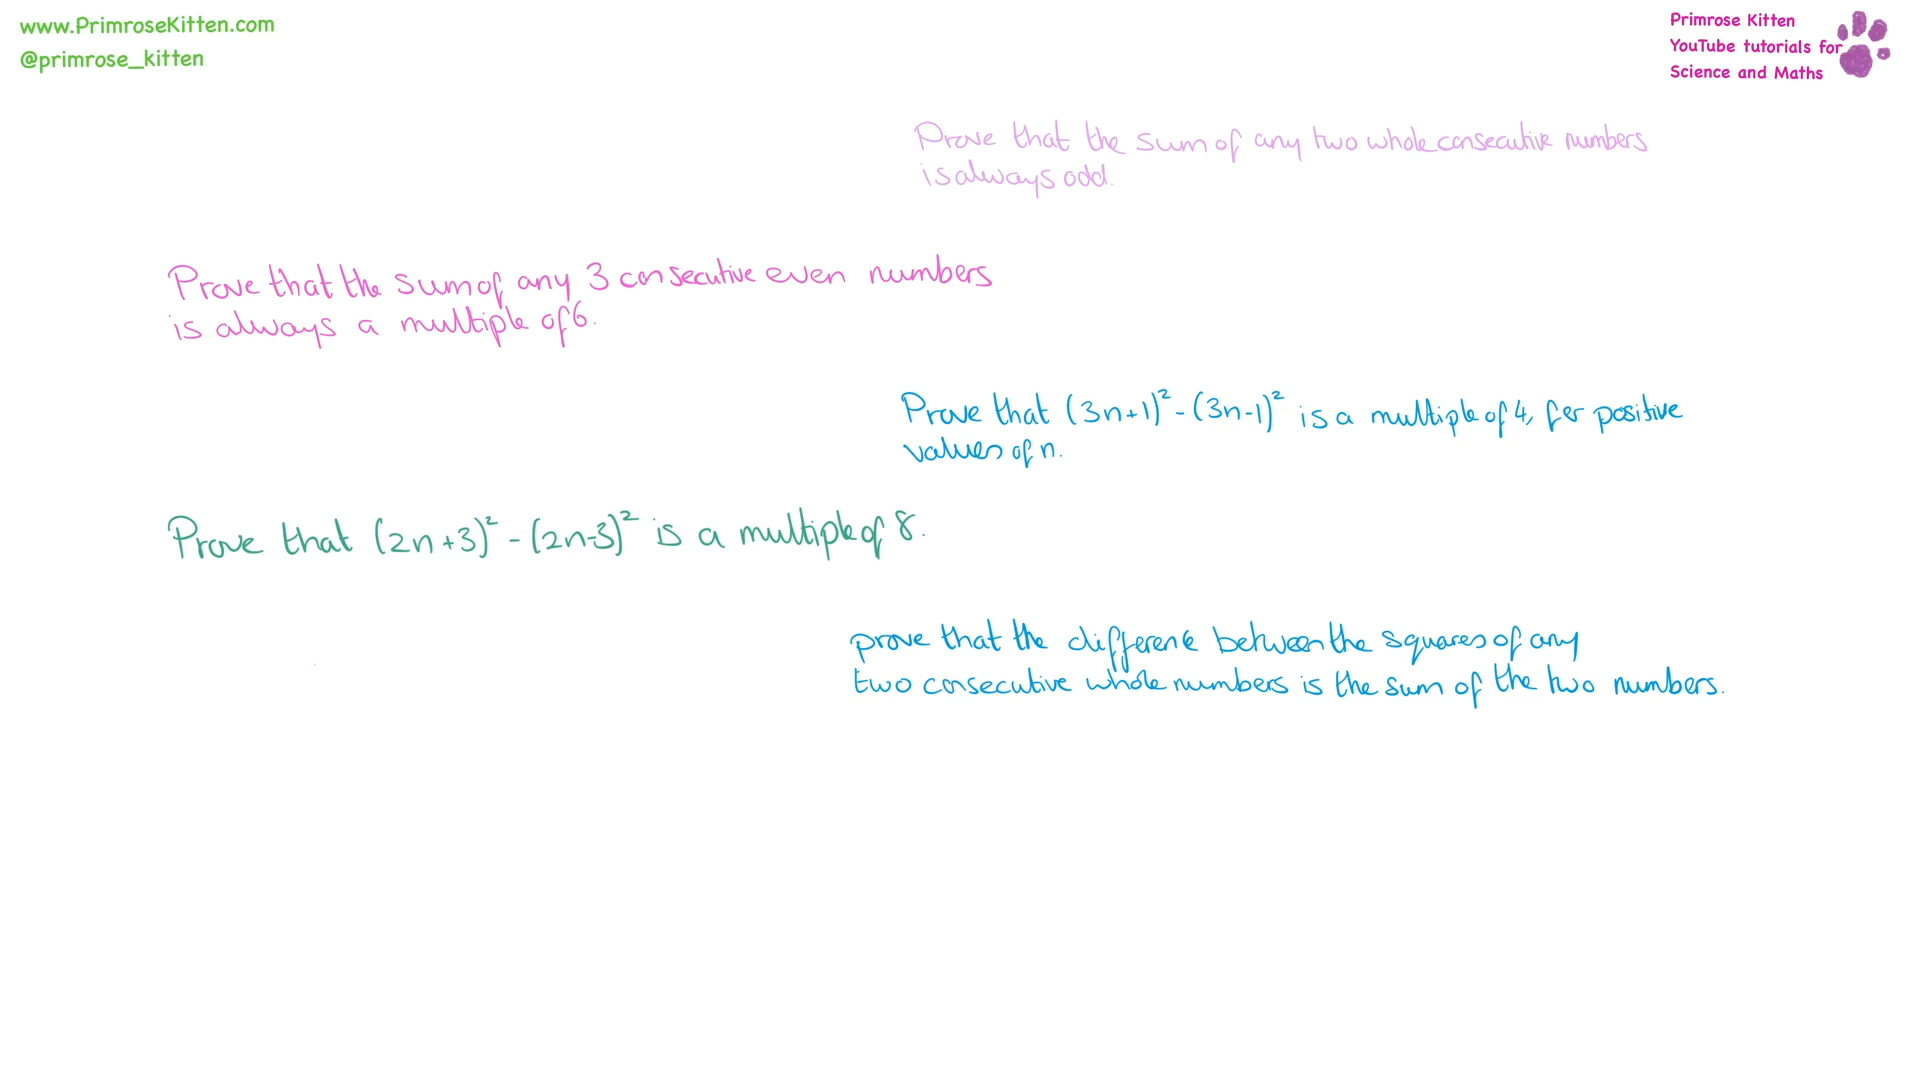 www.PrimroseKitten.com
@primrose_kitten
Primrose Kitten
YouTube tutorials for
Science and Maths
Prove that the sum of any two whole consecutive numbers
is always odd.
Prove that the sum of any 3 consecutive even numbers
is always a multiple of 6.
Prove that (3n+1)² - (3n-1)² is a multiple of 4, for positive
values of n.
Prove that (2n+3)² - (2n-3)² is a multiple of 8.
prove that the difference between the squares of any
two consecutive whole numbers is the sum of the two numbers.